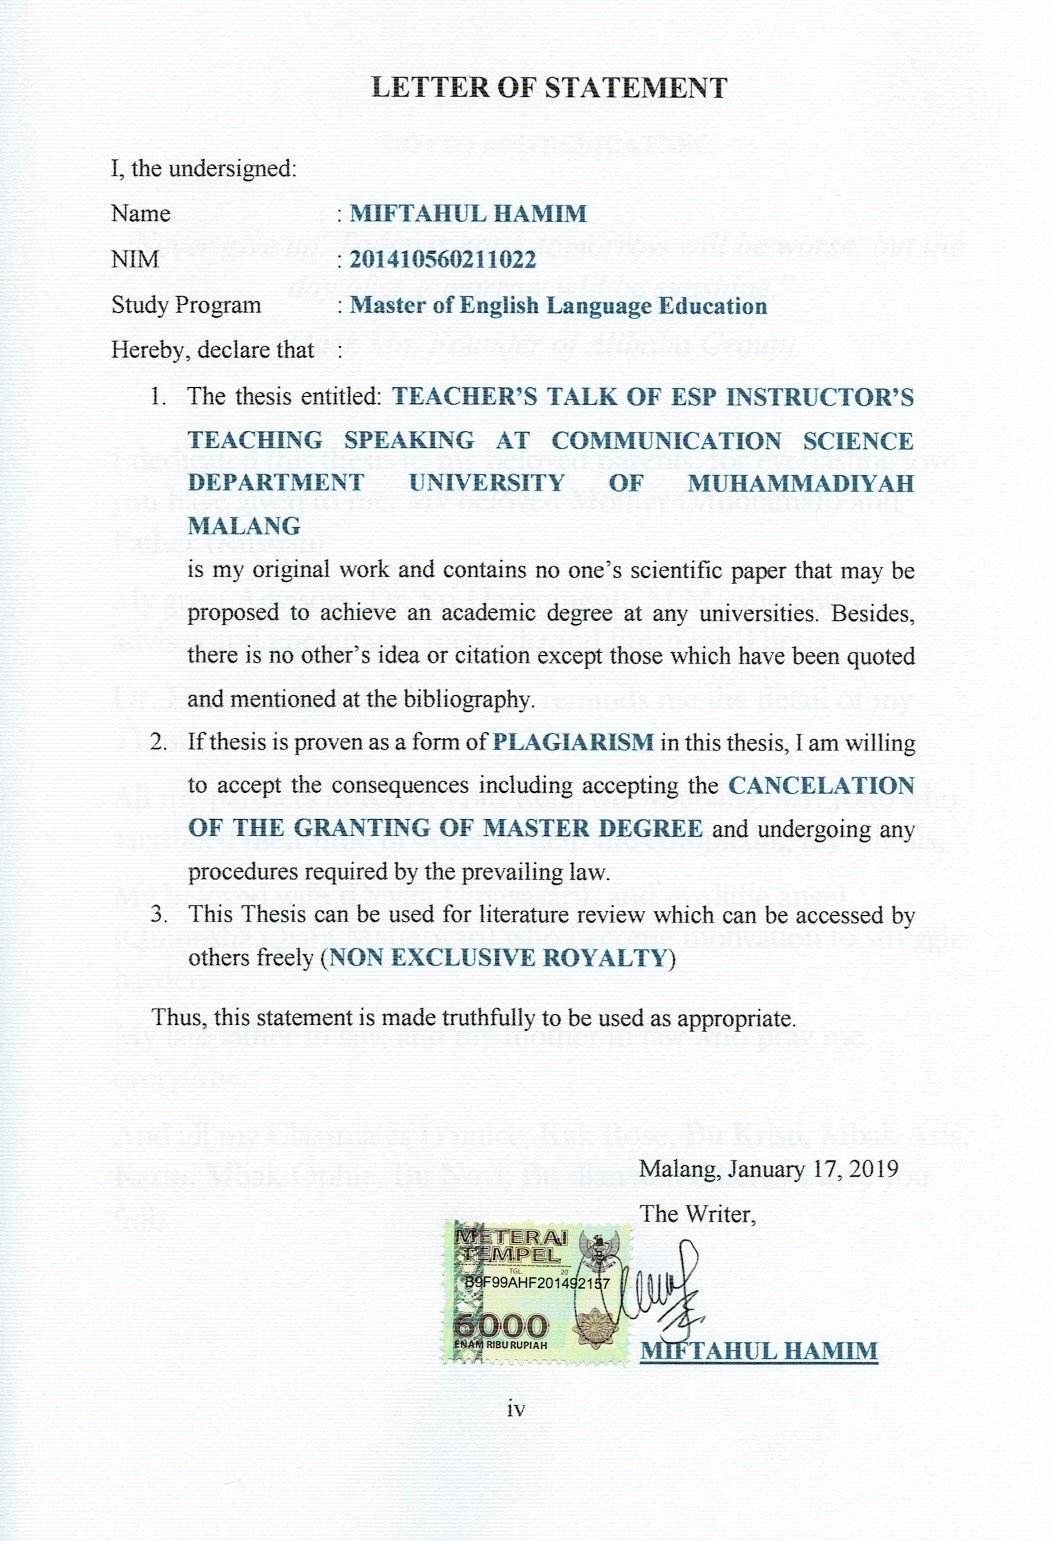 LETTER OF STATEMENT
I, the undersigned:
Name : MIFTAHUL HAMIM
NIM : 201410560211022
Study Program : Master of English Language Education
Hereby, declare that :
1. The thesis entitled: TEACHER’S TALK OF ESP INSTRUCTOR’S
TEACHING SPEAKING AT COMMUNICATION SCIENCE
DEPARTMENT UNIVERSITY OF MUHAMMADIYAH
MALANG
is my original work and contains no one’s scientific paper that may be
proposed to achieve an academic degree at any universities. Besides,
there is no other’s idea or citation except those which have been quoted
and mentioned at the bibliography.
2. If thesis is proven as a form of PLAGIARISM in this thesis, I am willing
to accept the consequences including accepting the CANCELATION
OF THE GRANTING OF MASTER DEGREE and undergoing any
procedures required by the prevailing law.
3. This Thesis can be used for literature review which can be accessed by
others freely (NON EXCLUSIVE ROYALTY)
Thus, this statement is made truthfully to be used as appropriate.
Malang, January 17, 2019
The Writer,
METERAI
TEMPEL
TGL. 20
B9F99AHF201492157
6000
ENAM RIBU RUPIAH
MIFTAHUL HAMIM
iv